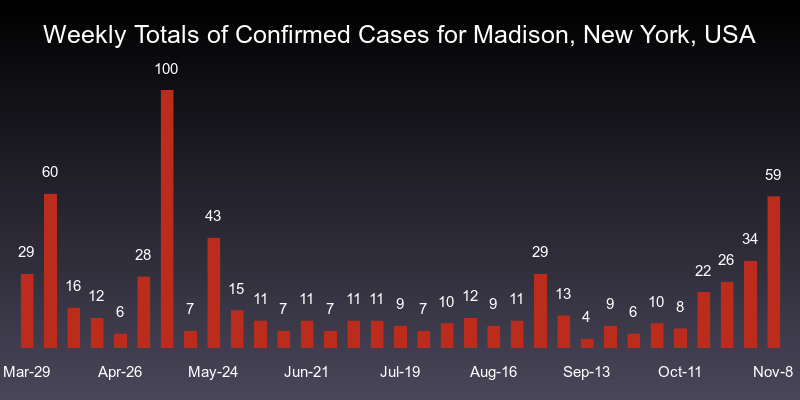 Weekly Totals of Confirmed Cases for Madison, New York, USA
29 60 16 12 6 28 100 7 43 15 11 7 11 7 11 11 9 7 10 12 9 11 29 13 4 9 6 10 8 22 26 34 59
Mar-29 Apr-26 May-24 Jun-21 Jul-19 Aug-16 Sep-13 Oct-11 Nov-8